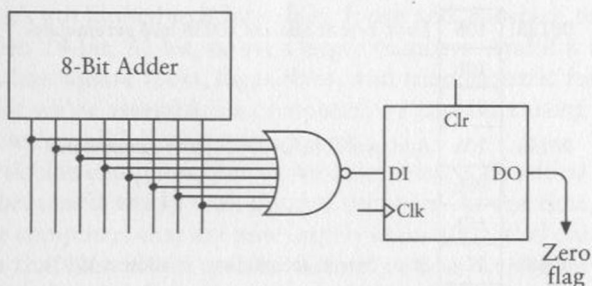 8-Bit Adder
Clr
DI
DO
Clk
Zero
flag